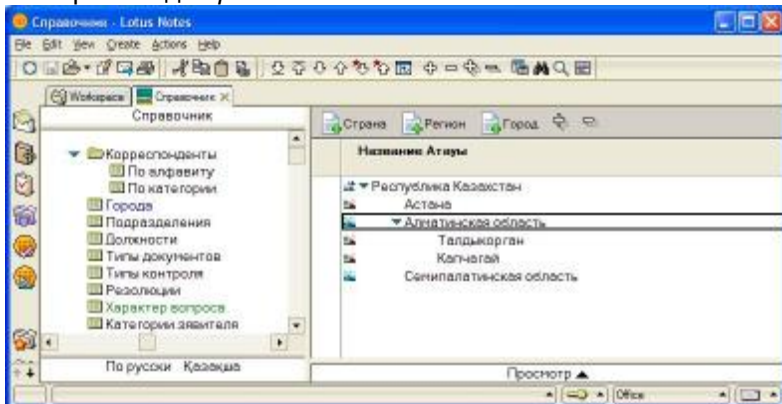 Справочник - Lotus Notes
File Edit View Create Actions Help
Workspace Справочник
Справочник
Страна Регион Город
Корреспонденты
По алфавиту
По категории
Города
Подразделения
Должности
Типы документов
Типы контроля
Резолюции
Характер вопроса
Категории заявителя
По русски Қазақша
Название Атауы
Республика Казахстан
Астана
Алматинская область
Талдыкорган
Капчагай
Семипалатинская область
Просмотр
Office